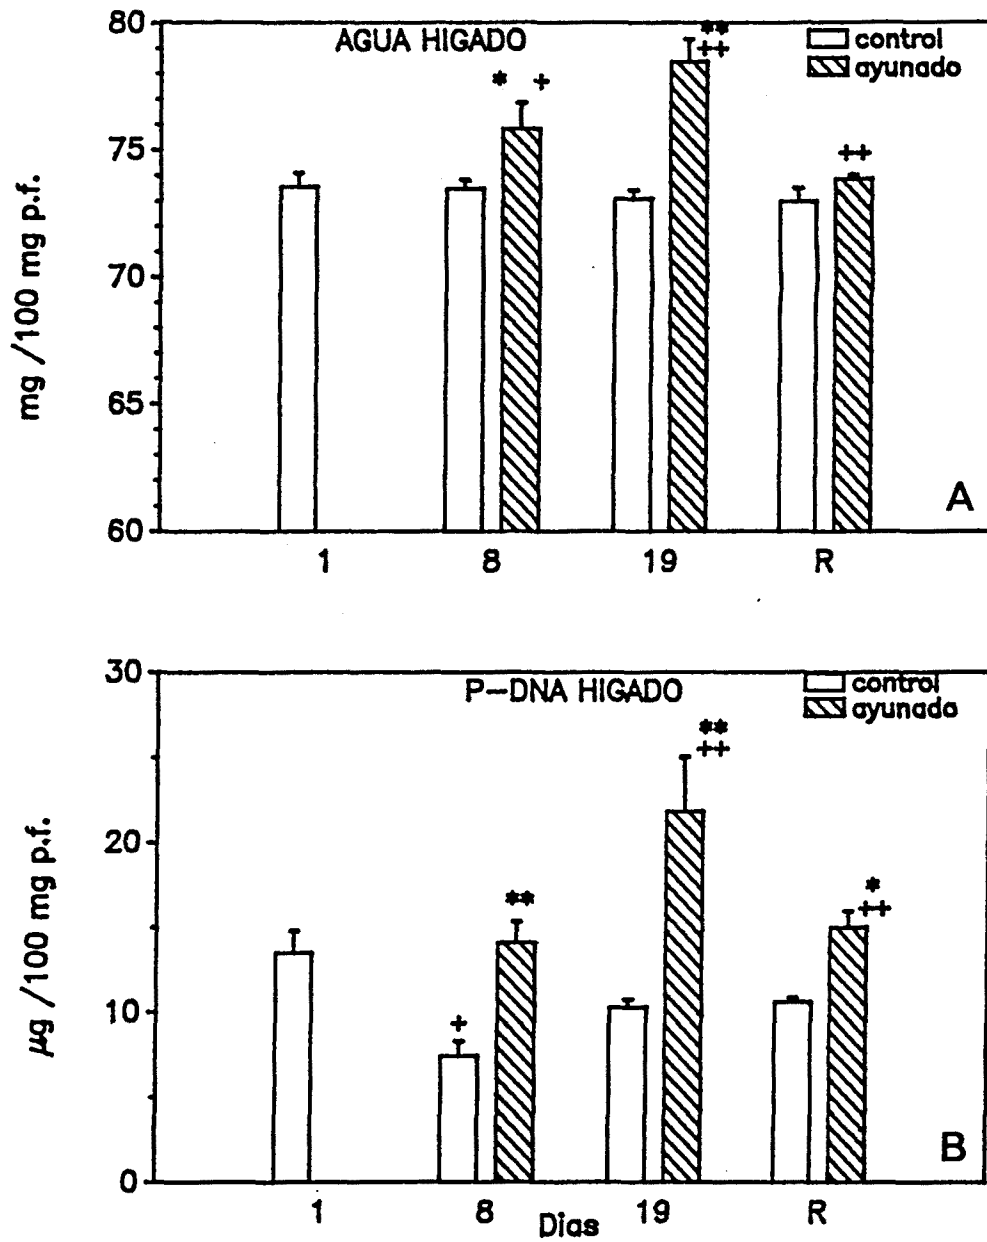 80
AGUA HIGADO
**
++
control
ayunado
* +
75
++
mg /100 mg p.f.
70
65
A
60
1 8 19 R
30
P-DNA HIGADO
control
ayunado
**
++
µg /100 mg p.f.
20
**
*
++
10
+
B
0
1 8 19 R
Dias